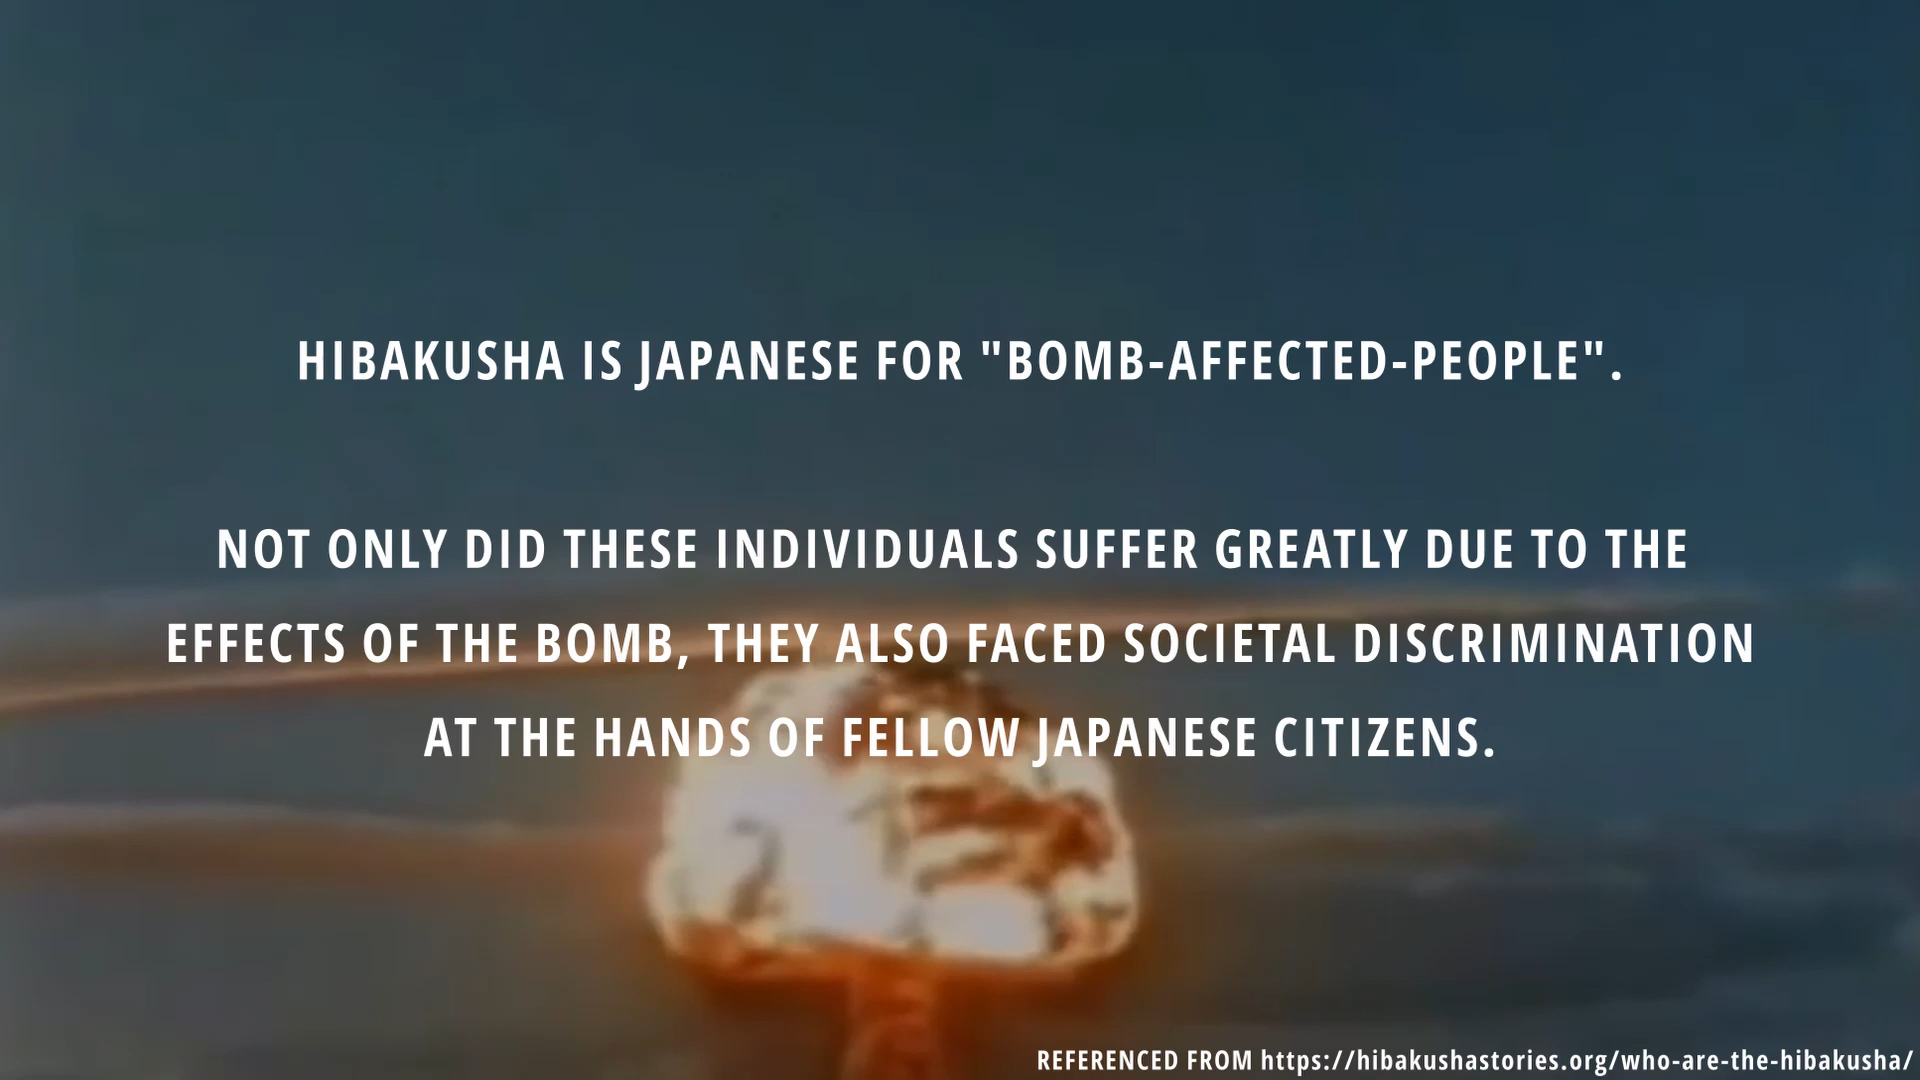 HIBAKUSHA IS JAPANESE FOR "BOMB-AFFECTED-PEOPLE".
NOT ONLY DID THESE INDIVIDUALS SUFFER GREATLY DUE TO THE
EFFECTS OF THE BOMB, THEY ALSO FACED SOCIETAL DISCRIMINATION
AT THE HANDS OF FELLOW JAPANESE CITIZENS.
REFERENCED FROM https://hibakushastories.org/who-are-the-hibakusha/